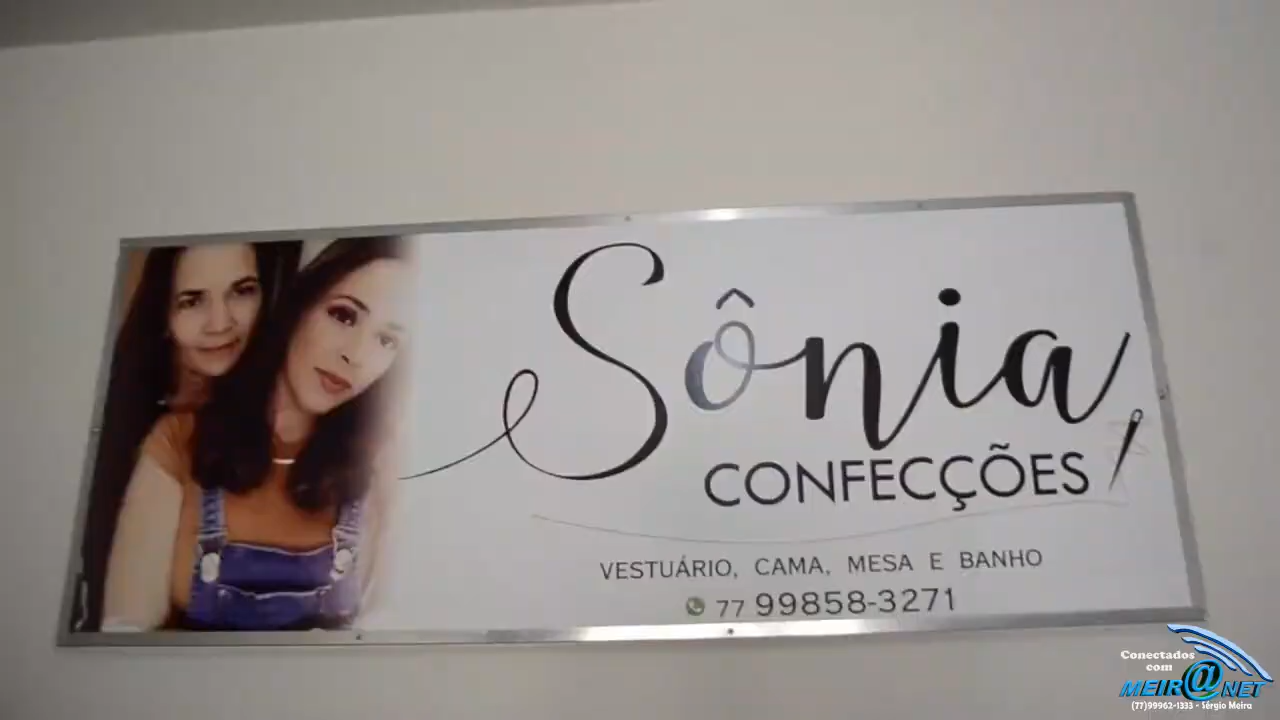 Sônia
CONFECÇÕES
VESTUÁRIO, CAMA, MESA E BANHO
77 99858-3271
Conectados
com
MEIR@NET
(77)99962-1333 - Sérgio Meira